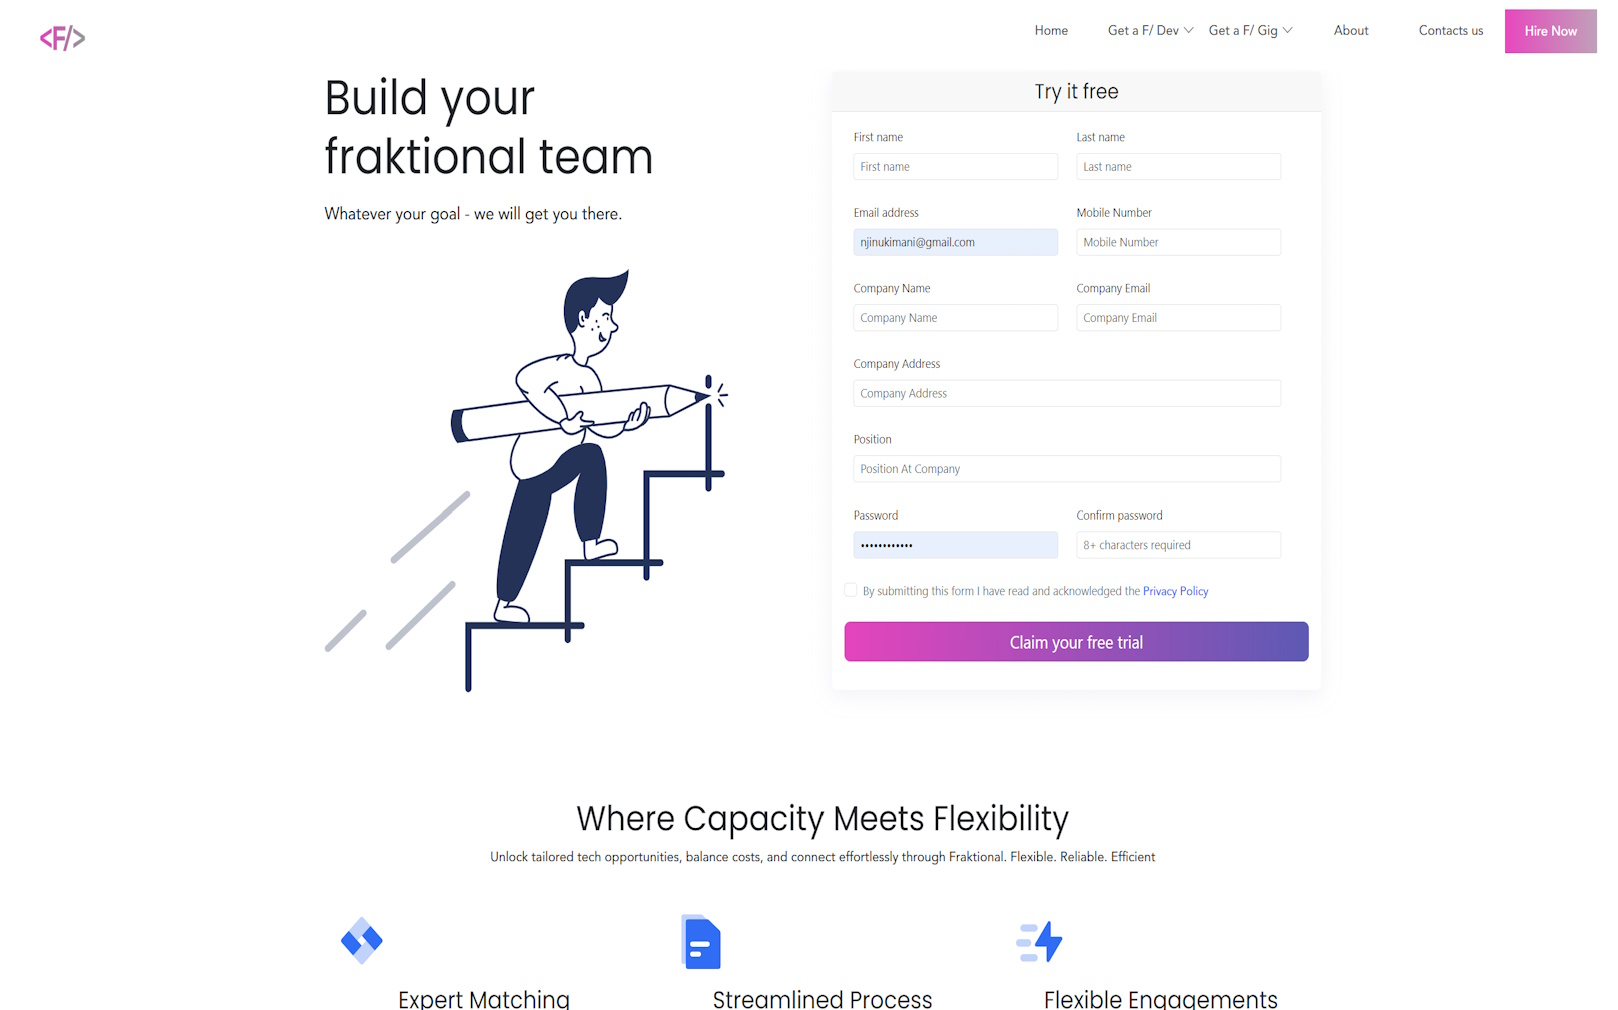 <F/>
Home
Get a F/ Dev
Get a F/ Gig
About
Contacts us
Hire Now
Build your
fraktional team
Whatever your goal - we will get you there.
Try it free
First name
Last name
First name
Last name
Email address
Mobile Number
njinukimani@gmail.com
Mobile Number
Company Name
Company Email
Company Name
Company Email
Company Address
Company Address
Position
Position At Company
Password
Confirm password
••••••••••••
8+ characters required
By submitting this form I have read and acknowledged the Privacy Policy
Claim your free trial
Where Capacity Meets Flexibility
Unlock tailored tech opportunities, balance costs, and connect effortlessly through Fraktional. Flexible. Reliable. Efficient
Expert Matching
Streamlined Process
Flexible Engagements